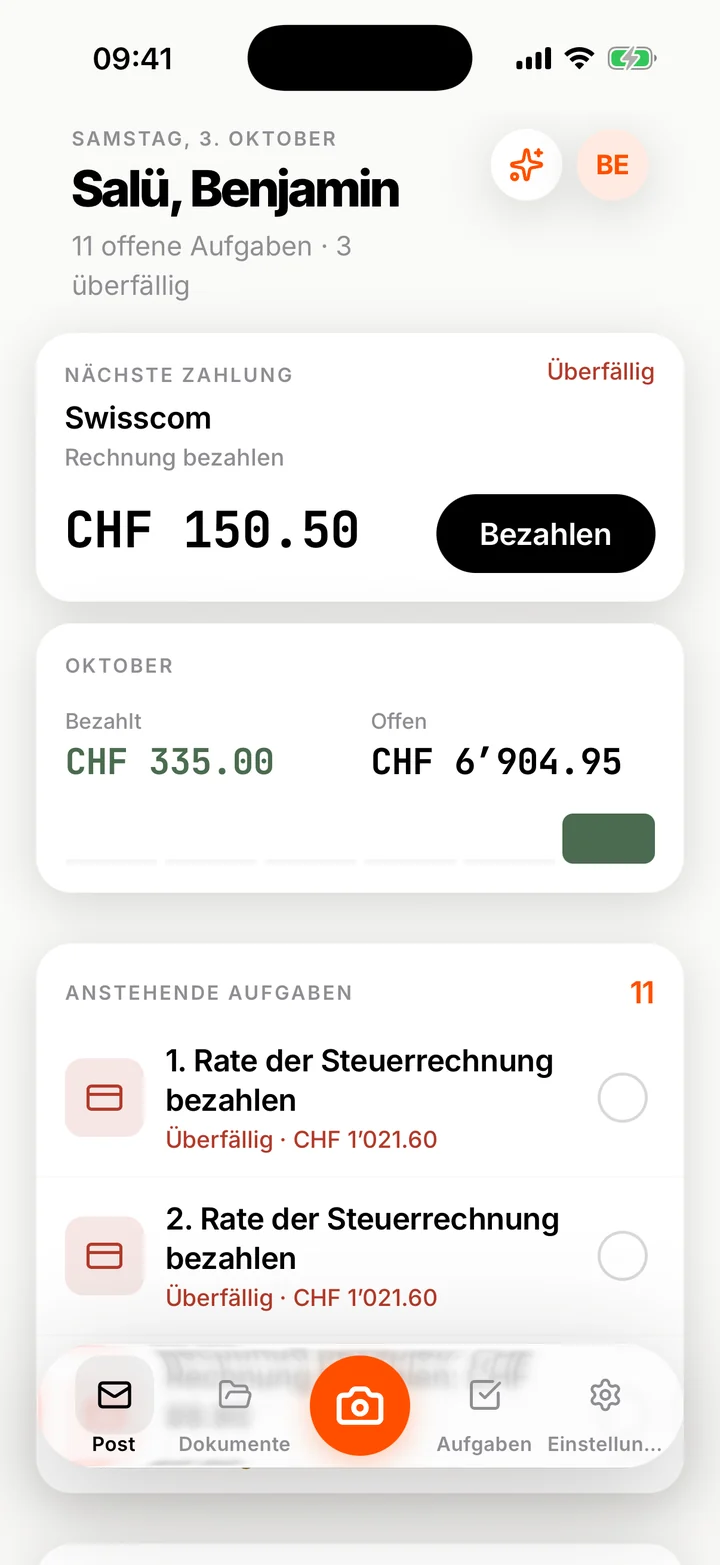 09:41
SAMSTAG, 3. OKTOBER
Salü, Benjamin
BE
11 offene Aufgaben · 3
überfällig
NÄCHSTE ZAHLUNG
Überfällig
Swisscom
Rechnung bezahlen
CHF 150.50
Bezahlen
OKTOBER
Bezahlt
Offen
CHF 335.00
CHF 6’904.95
ANSTEHENDE AUFGABEN
11
1. Rate der Steuerrechnung
bezahlen
Überfällig · CHF 1’021.60
2. Rate der Steuerrechnung
bezahlen
Überfällig · CHF 1’021.60
Post
Dokumente
Aufgaben
Einstellun...